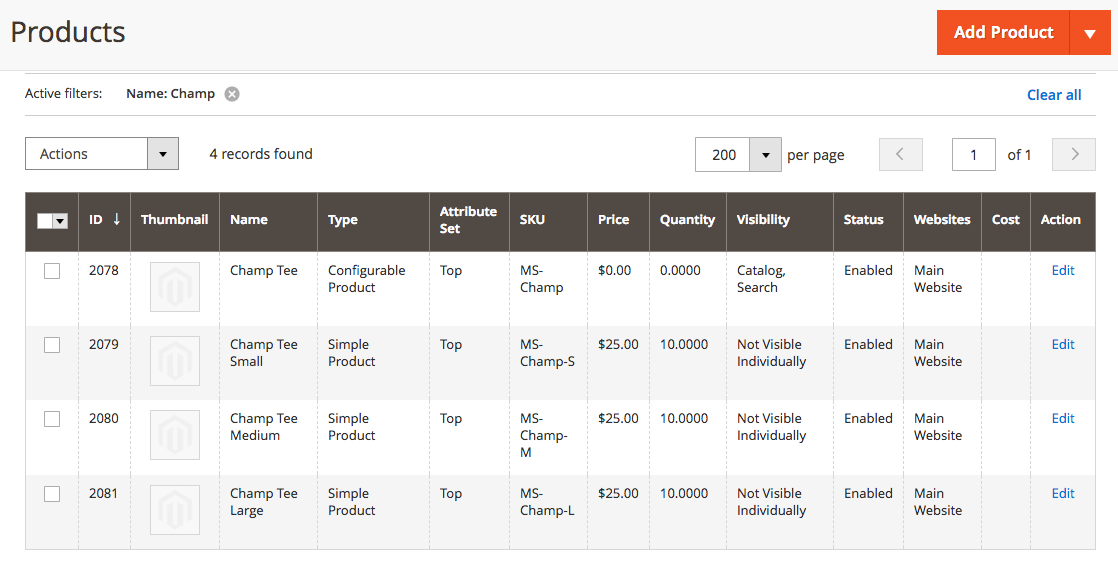 Products
Add Product
Active filters: Name: Champ
Clear all
Actions
4 records found
200 per page
1 of 1
ID ↓ Thumbnail Name Type Attribute Set SKU Price Quantity Visibility Status Websites Cost Action
2078 Champ Tee Configurable Product Top MS-Champ $0.00 0.0000 Catalog, Search Enabled Main Website Edit
2079 Champ Tee Small Simple Product Top MS-Champ-S $25.00 10.0000 Not Visible Individually Enabled Main Website Edit
2080 Champ Tee Medium Simple Product Top MS-Champ-M $25.00 10.0000 Not Visible Individually Enabled Main Website Edit
2081 Champ Tee Large Simple Product Top MS-Champ-L $25.00 10.0000 Not Visible Individually Enabled Main Website Edit